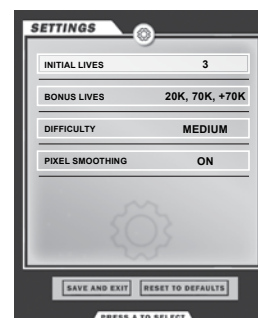 SETTINGS
INITIAL LIVES 3
BONUS LIVES 20K, 70K, +70K
DIFFICULTY MEDIUM
PIXEL SMOOTHING ON
SAVE AND EXIT RESET TO DEFAULTS
PRESS A TO SELECT